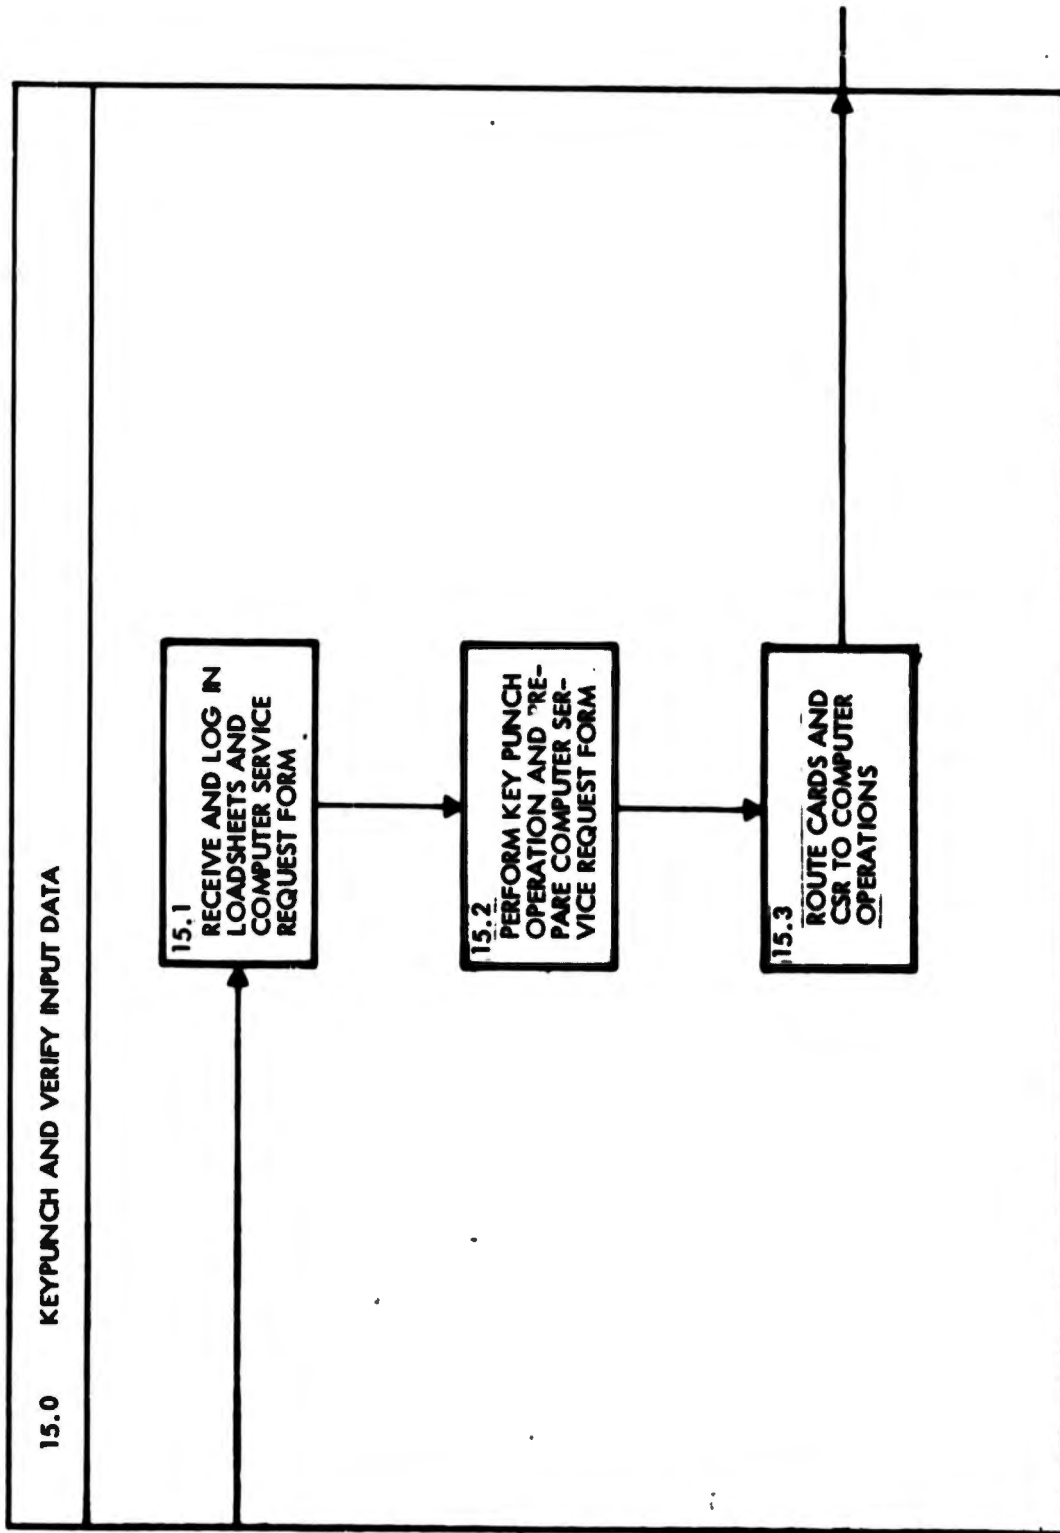 15.0 KEYPUNCH AND VERIFY INPUT DATA
15.1
RECEIVE AND LOG IN
LOADSHEETS AND
COMPUTER SERVICE
REQUEST FORM
15.2
PERFORM KEY PUNCH
OPERATION AND PRE-
PARE COMPUTER SER-
VICE REQUEST FORM
15.3
ROUTE CARDS AND
CSR TO COMPUTER
OPERATIONS